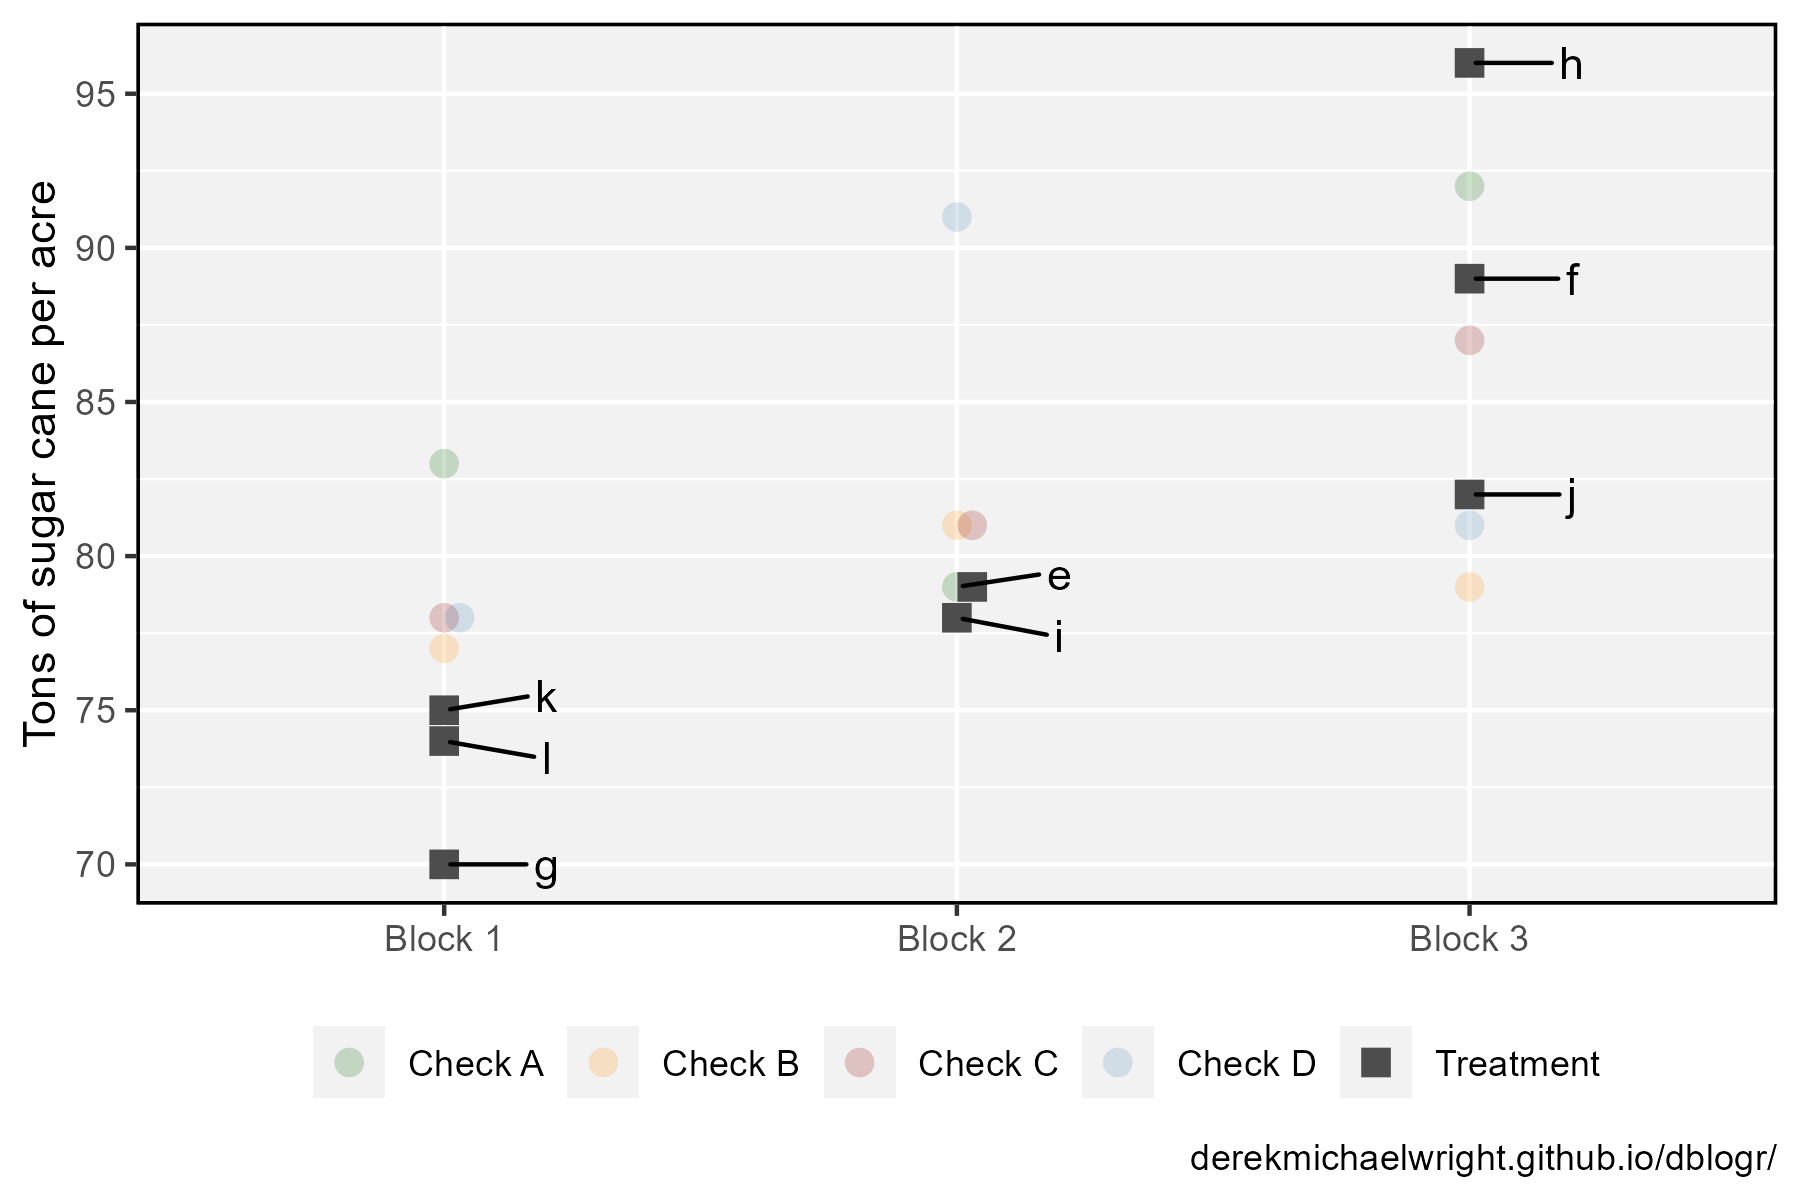 Tons of sugar cane per acre
95
90
85
80
75
70
h
f
j
e
i
k
l
g
Block 1 Block 2 Block 3
Check A Check B Check C Check D Treatment
derekmichaelwright.github.io/dblogr/